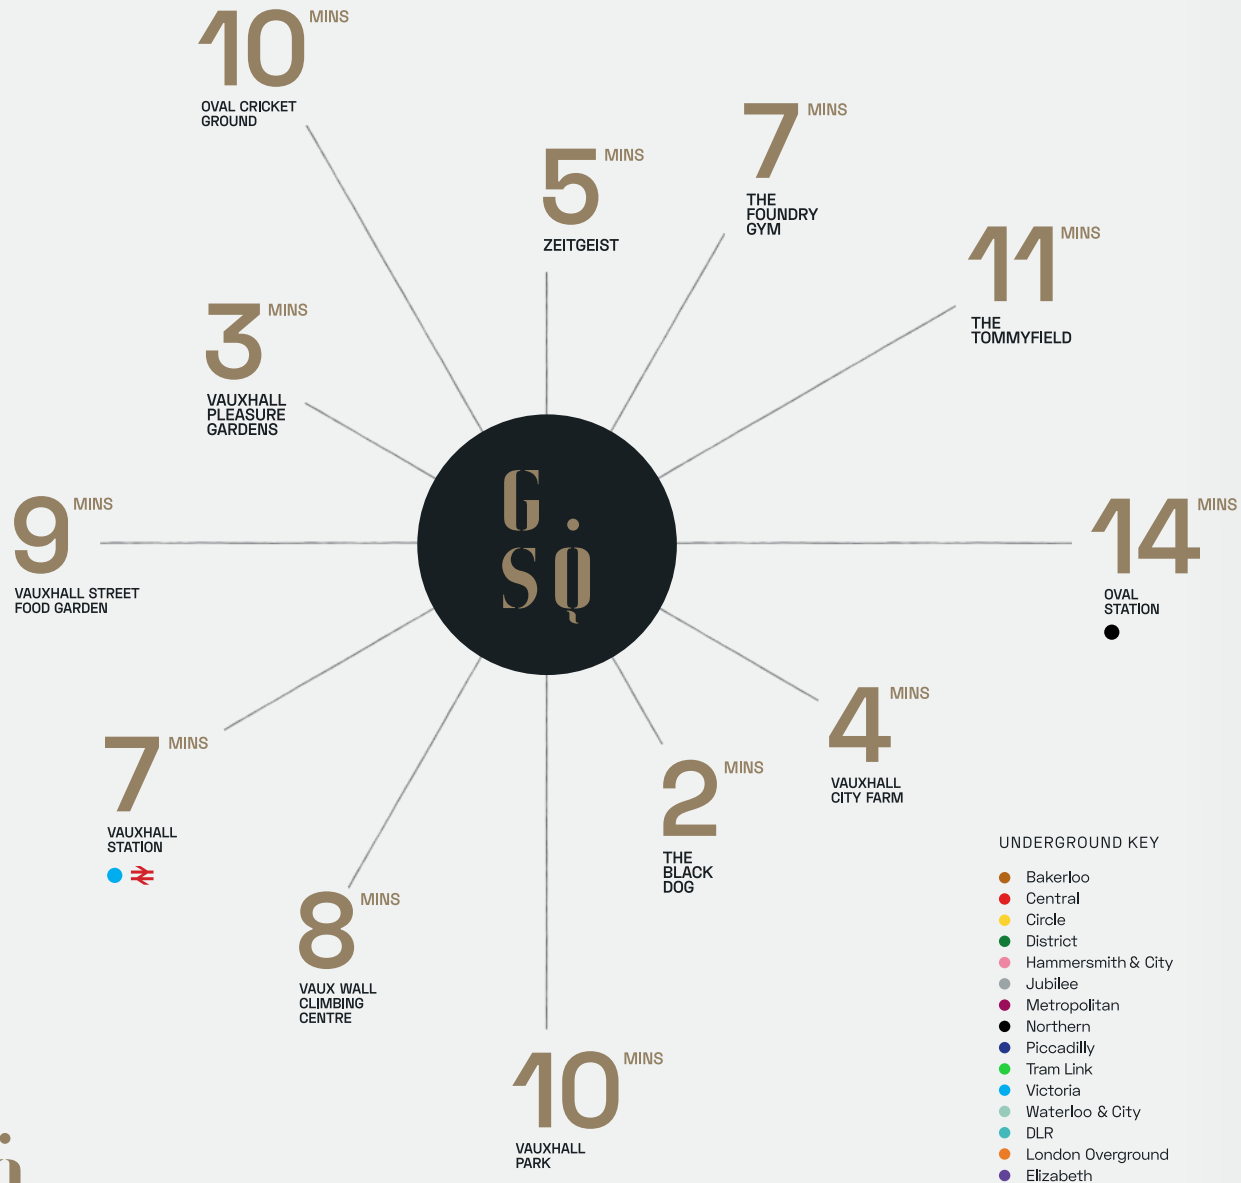 10 MINS
OVAL CRICKET
GROUND
5 MINS
ZEITGEIST
7 MINS
THE
FOUNDRY
GYM
11 MINS
THE
TOMMYFIELD
3 MINS
VAUXHALL
PLEASURE
GARDENS
9 MINS
VAUXHALL STREET
FOOD GARDEN
G.
SQ
14 MINS
OVAL
STATION
7 MINS
VAUXHALL
STATION
4 MINS
VAUXHALL
CITY FARM
2 MINS
THE
BLACK
DOG
8 MINS
VAUX WALL
CLIMBING
CENTRE
10 MINS
VAUXHALL
PARK
UNDERGROUND KEY
Bakerloo
Central
Circle
District
Hammersmith & City
Jubilee
Metropolitan
Northern
Piccadilly
Tram Link
Victoria
Waterloo & City
DLR
London Overground
Elizabeth